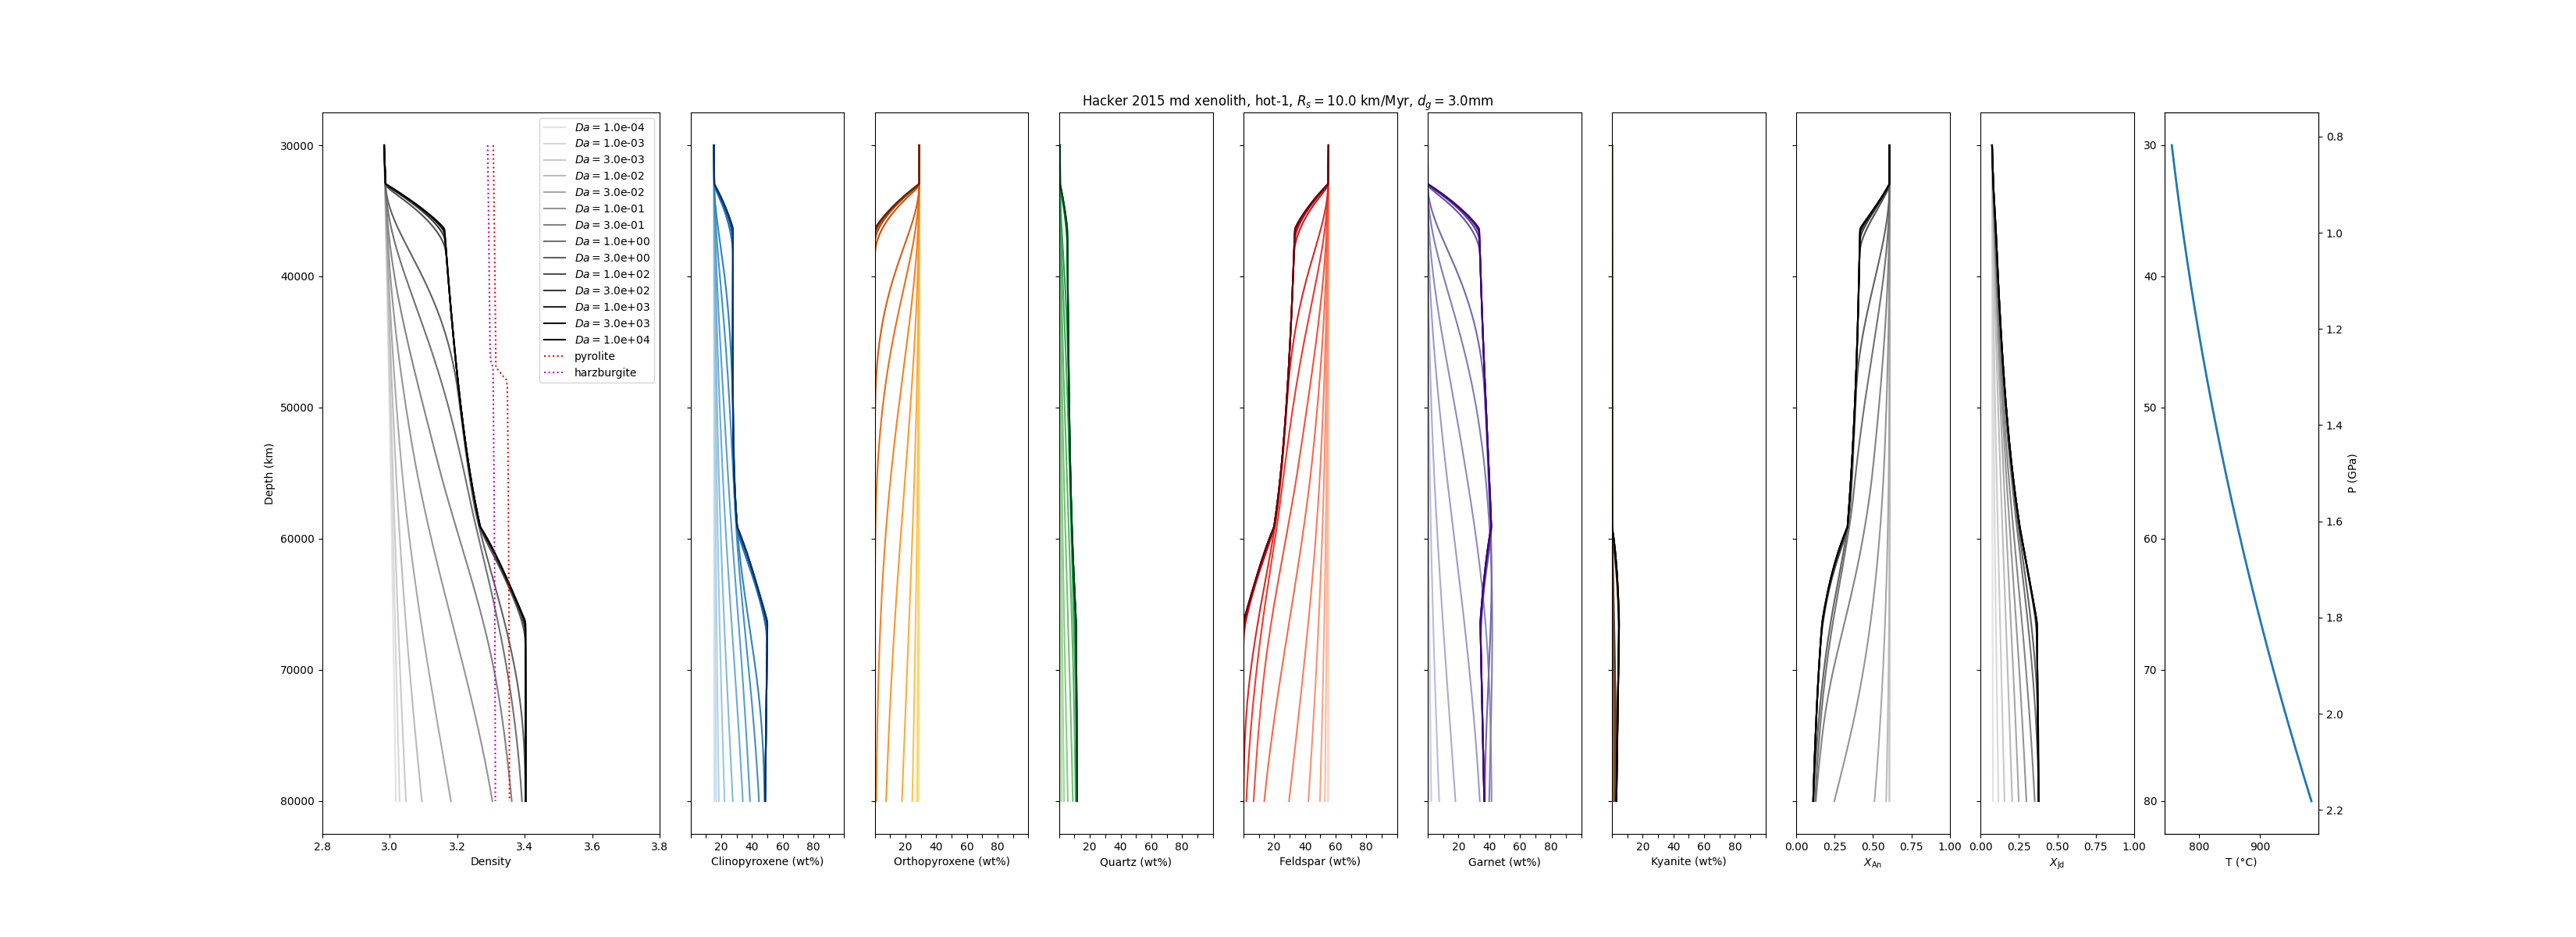 Hacker 2015 md xenolith, hot-1, Rₛ = 10.0 km/Myr, d_g = 3.0mm
Da = 1.0e-04
Da = 1.0e-03
Da = 3.0e-03
Da = 1.0e-02
Da = 3.0e-02
Da = 1.0e-01
Da = 3.0e-01
Da = 1.0e+00
Da = 3.0e+00
Da = 1.0e+02
Da = 3.0e+02
Da = 1.0e+03
Da = 3.0e+03
Da = 1.0e+04
pyrolite
harzburgite
Depth (km)
30000
40000
50000
60000
70000
80000
2.8 3.0 3.2 3.4 3.6 3.8
Density
20 40 60 80
Clinopyroxene (wt%)
20 40 60 80
Orthopyroxene (wt%)
20 40 60 80
Quartz (wt%)
20 40 60 80
Feldspar (wt%)
20 40 60 80
Garnet (wt%)
20 40 60 80
Kyanite (wt%)
0.00 0.25 0.50 0.75 1.00
X_An
0.00 0.25 0.50 0.75 1.00
X_Jd
30
40
50
60
70
80
800 900
T (°C)
0.8
1.0
1.2
1.4
1.6
1.8
2.0
2.2
P (GPa)